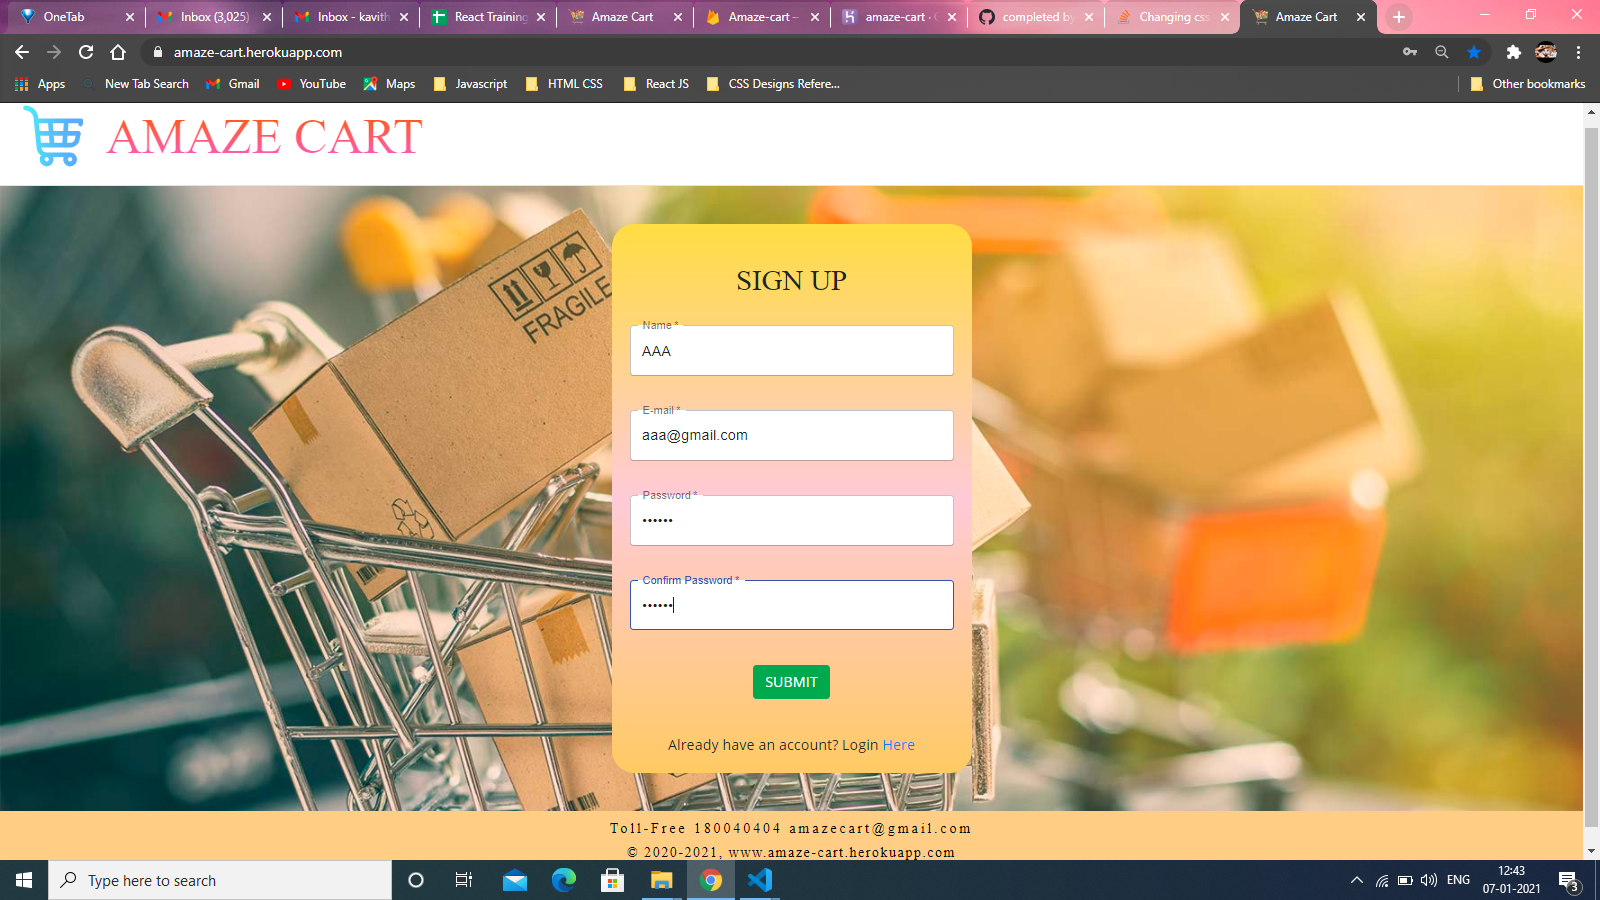 OneTab
Inbox (3,025)
Inbox - kavith
React Training
Amaze Cart
Amaze-cart –
amaze-cart ·
completed by
Changing css
Amaze Cart
amaze-cart.herokuapp.com
Apps
New Tab Search
Gmail
YouTube
Maps
Javascript
HTML CSS
React JS
CSS Designs Refere...
Other bookmarks
AMAZE CART
FRAGILE
SIGN UP
Name *
AAA
E-mail *
aaa@gmail.com
Password *
••••••
Confirm Password *
••••••
SUBMIT
Already have an account? Login Here
Toll-Free 180040404 amazecart@gmail.com
© 2020-2021, www.amaze-cart.herokuapp.com
Type here to search
ENG
12:43
07-01-2021
3